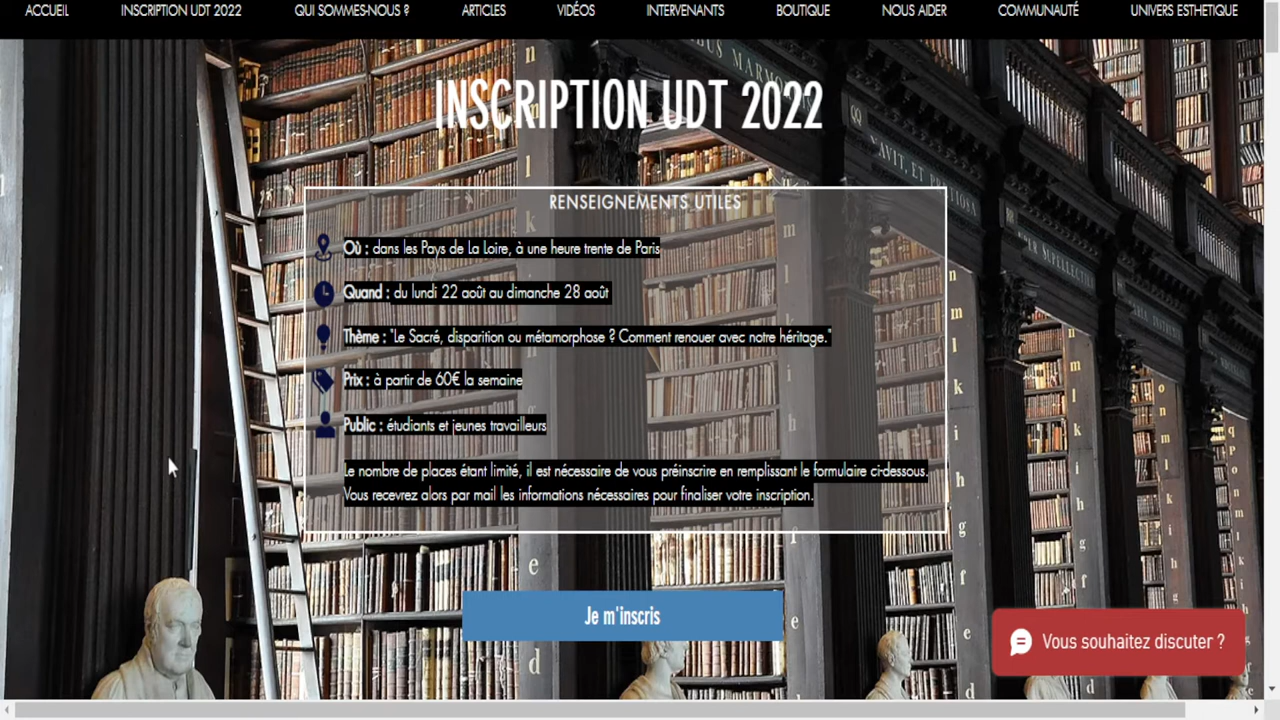 ACCUEIL INSCRIPTION UDT 2022 QUI SOMMES-NOUS ? ARTICLES VIDÉOS INTERVENANTS BOUTIQUE NOUS AIDER COMMUNAUTÉ UNIVERS ESTHETIQUE
INSCRIPTION UDT 2022
RENSEIGNEMENTS UTILES
Où : dans les Pays de La Loire, à une heure trente de Paris
Quand : du lundi 22 août au dimanche 28 août
Thème : "Le Sacré, disparition ou métamorphose ? Comment renouer avec notre héritage."
Prix : à partir de 60€ la semaine
Public : étudiants et jeunes travailleurs
Le nombre de places étant limité, il est nécessaire de vous préinscrire en remplissant le formulaire ci-dessous.
Vous recevrez alors par mail les informations nécessaires pour finaliser votre inscription.
Je m'inscris
Vous souhaitez discuter ?